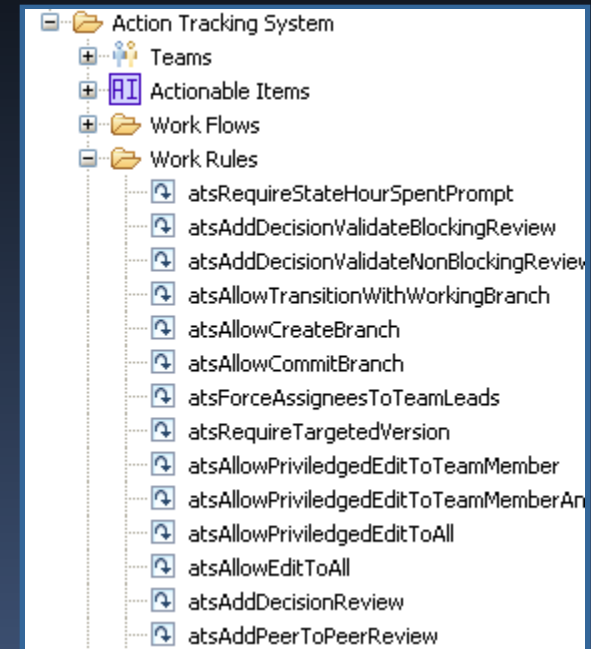 Action Tracking System
Teams
AI Actionable Items
Work Flows
Work Rules
atsRequireStateHourSpentPrompt
atsAddDecisionValidateBlockingReview
atsAddDecisionValidateNonBlockingReview
atsAllowTransitionWithWorkingBranch
atsAllowCreateBranch
atsAllowCommitBranch
atsForceAssigneesToTeamLeads
atsRequireTargetedVersion
atsAllowPriviledgedEditToTeamMember
atsAllowPriviledgedEditToTeamMemberAn
atsAllowPriviledgedEditToAll
atsAllowEditToAll
atsAddDecisionReview
atsAddPeerToPeerReview